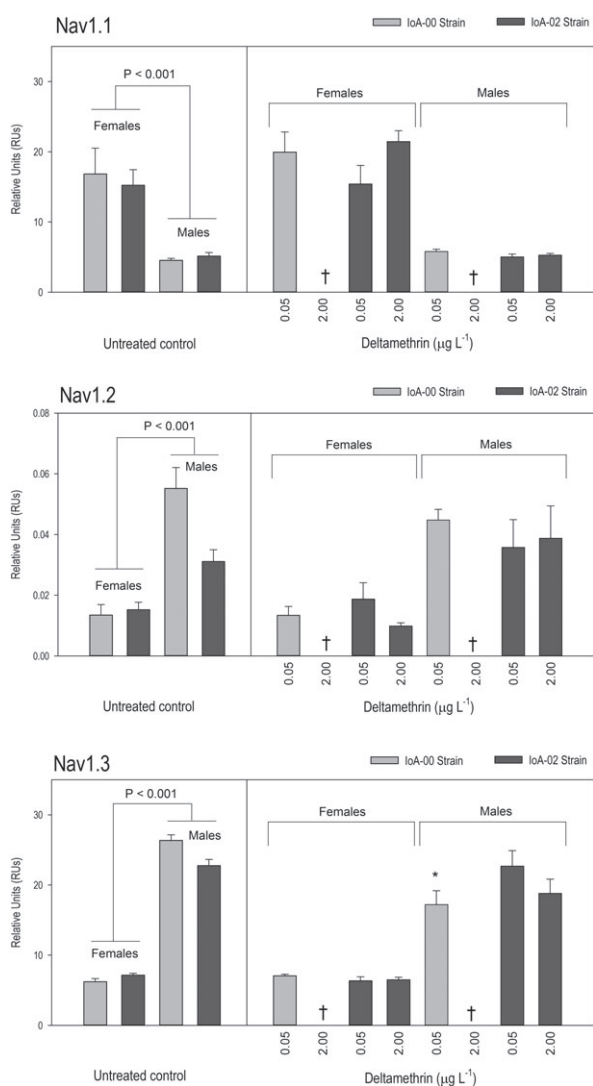 Nav1.1
IoA-00 Strain IoA-02 Strain
Relative Units (RUs)
30
20
10
0
P < 0.001
Females
Males
Females Males
† †
0.05 2.00 0.05 2.00 0.05 2.00 0.05 2.00
Untreated control Deltamethrin (µg L⁻¹)
Nav1.2
IoA-00 Strain IoA-02 Strain
Relative Units (RUs)
0.08
0.06
0.04
0.02
0.00
P < 0.001
Males
Females
Females Males
† †
0.05 2.00 0.05 2.00 0.05 2.00 0.05 2.00
Untreated control Deltamethrin (µg L⁻¹)
Nav1.3
IoA-00 Strain IoA-02 Strain
Relative Units (RUs)
30
20
10
0
P < 0.001
Males
Females
Females Males
*
† †
0.05 2.00 0.05 2.00 0.05 2.00 0.05 2.00
Untreated control Deltamethrin (µg L⁻¹)